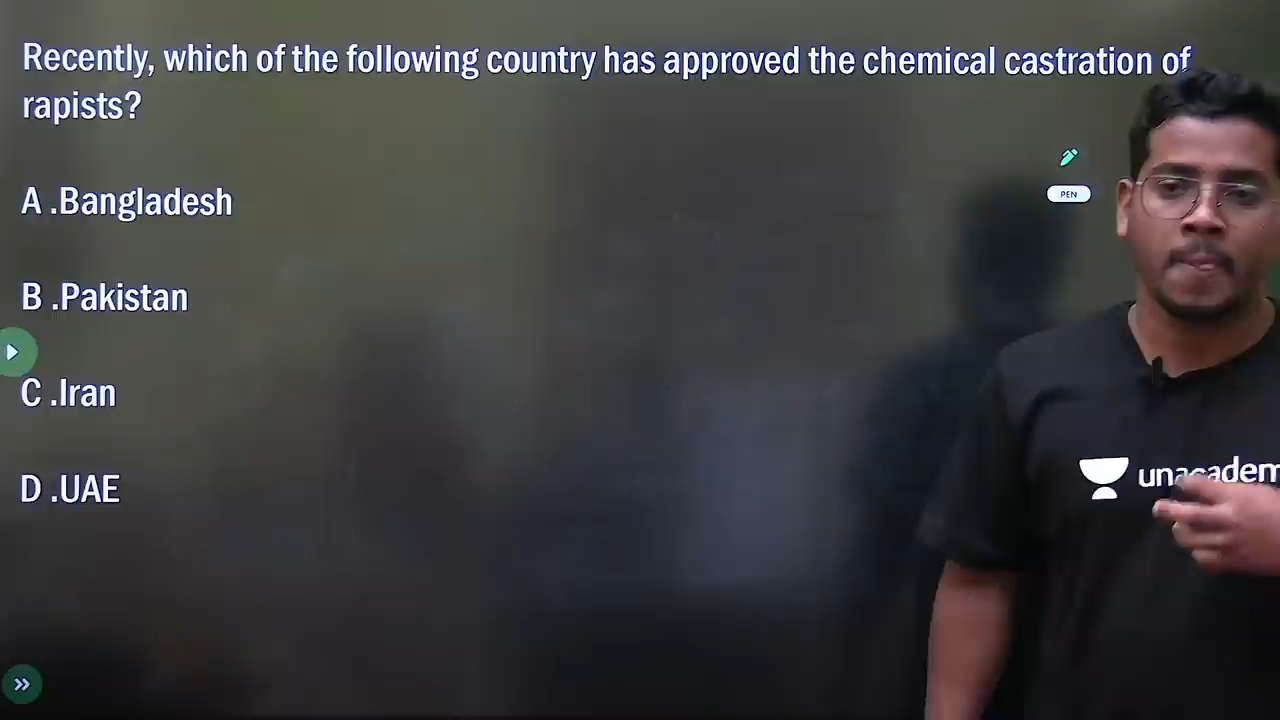 Recently, which of the following country has approved the chemical castration of
rapists?
A .Bangladesh
PEN
B .Pakistan
C .Iran
unacadem
D .UAE